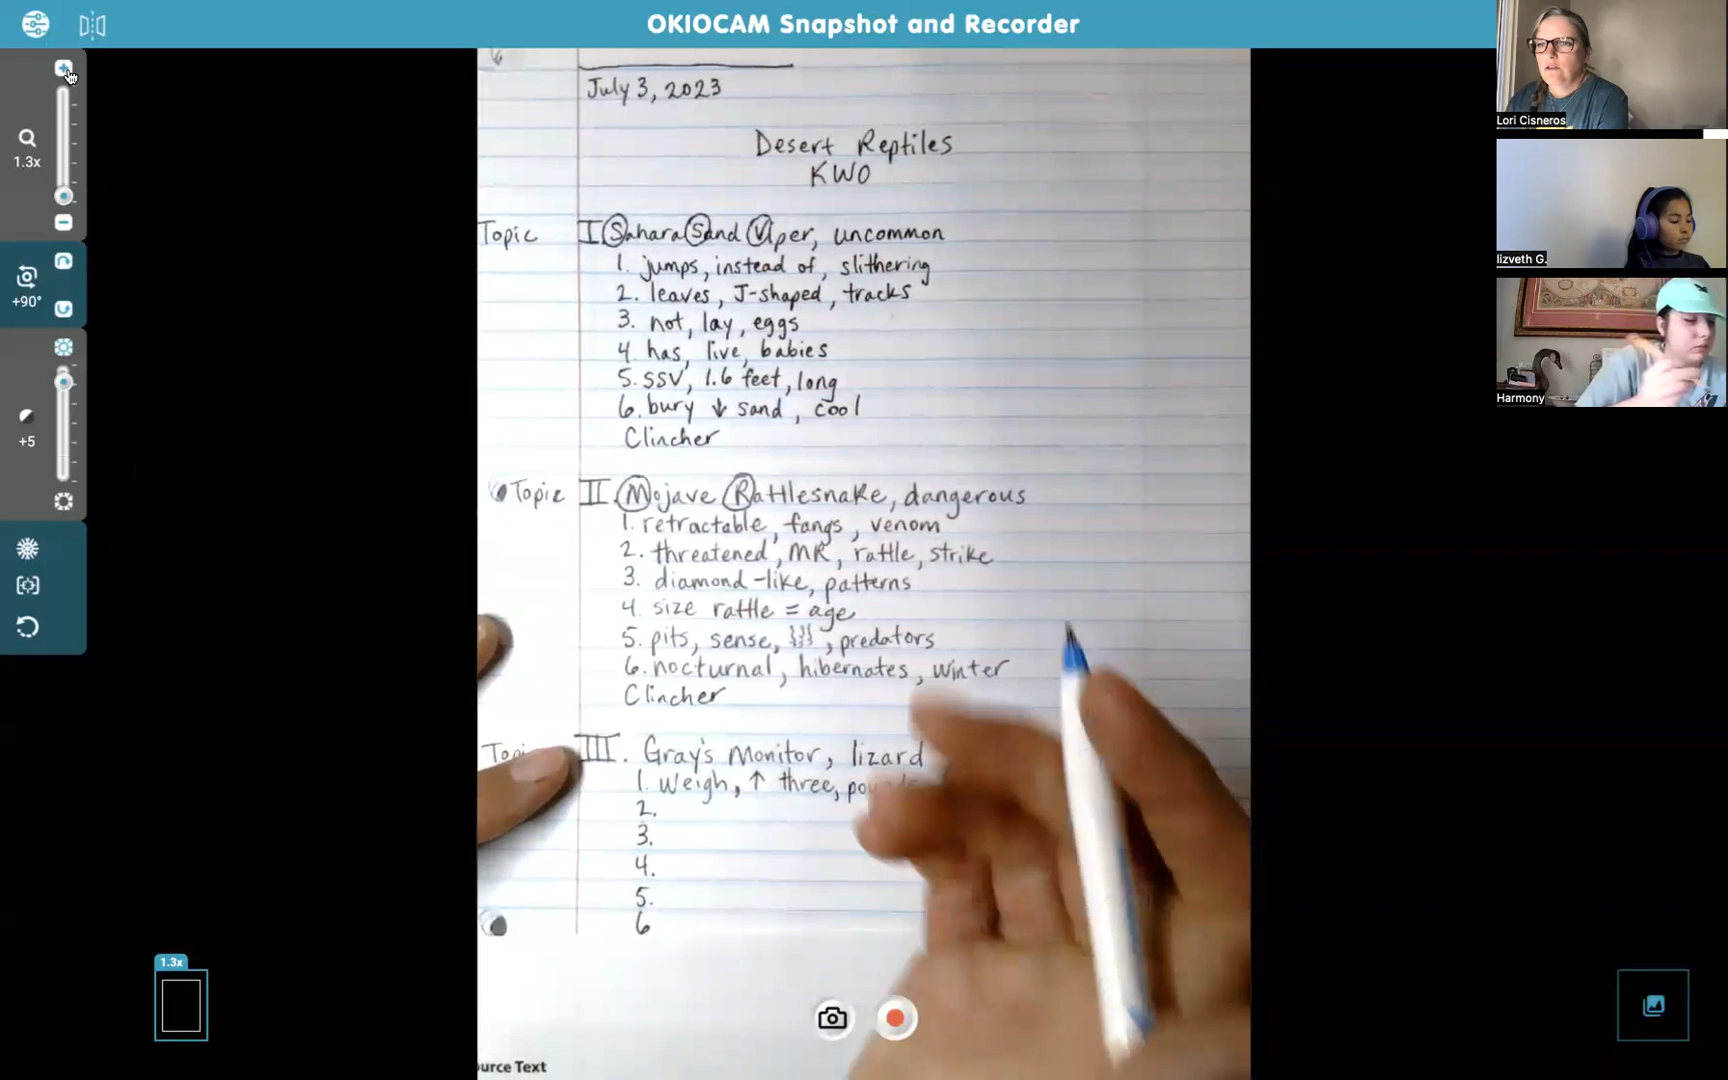 OKIOCAM Snapshot and Recorder
1.3x
+90°
+5
1.3x
July 3, 2023
Desert Reptiles
KWO
Topic I Sahara Sand Viper, uncommon
1. jumps, instead of, slithering
2. leaves, J-shaped, tracks
3. not, lay, eggs
4. has, live, babies
5. SSV, 1.6 feet, long
6. bury ↓ sand, cool
Clincher
Topic II. Mojave Rattlesnake, dangerous
1. retractable, fangs, venom
2. threatened, MR, rattle, strike
3. diamond-like, patterns
4. size rattle = age
5. pits, sense, , predators
6. nocturnal, hibernates, winter
Clincher
III. Gray's Monitor, lizard
1. Weigh, ↑ three,
2.
3.
4.
5.
6
Text
Lori Cisneros
lizveth G.
Harmony